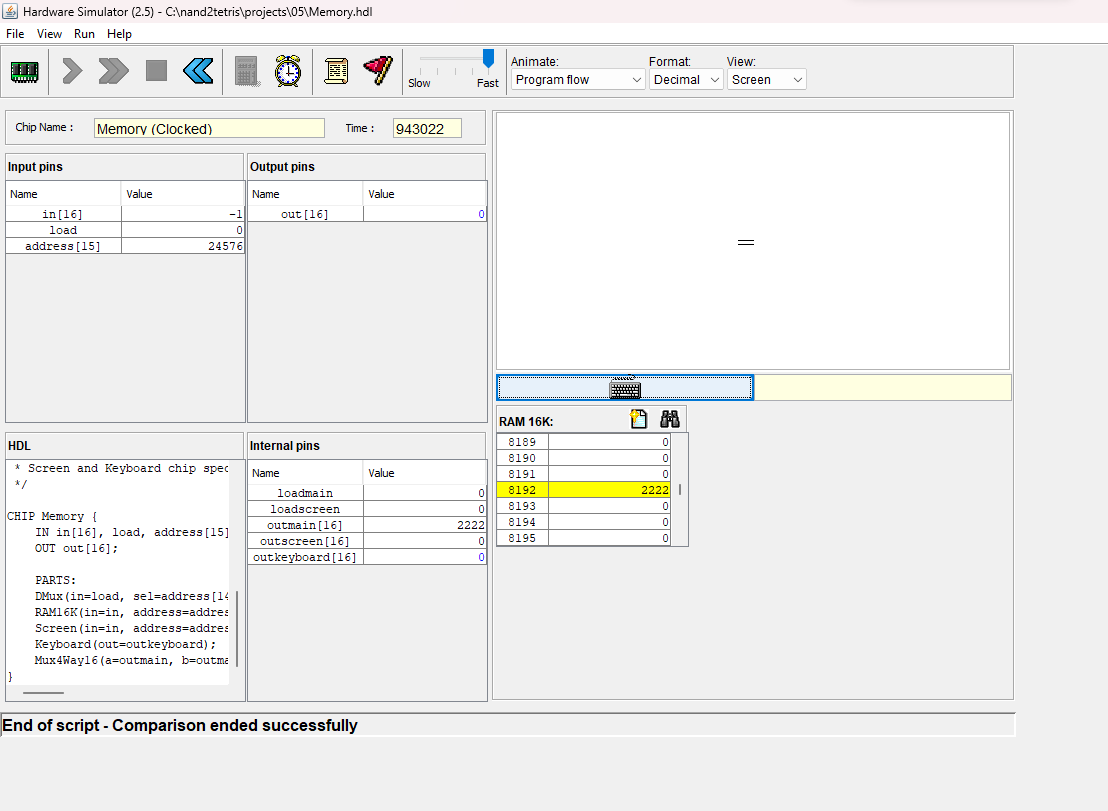 Hardware Simulator (2.5) - C:\nand2tetris\projects\05\Memory.hdl
File View Run Help
Slow Fast
Animate: Format: View:
Program flow Decimal Screen
Chip Name : Memory (Clocked) Time : 943022
Input pins
Name Value
in[16] -1
load 0
address[15] 24576
Output pins
Name Value
out[16] 0
HDL
* Screen and Keyboard chip spec
*/
CHIP Memory {
IN in[16], load, address[15]
OUT out[16];
PARTS:
DMux(in=load, sel=address[14
RAM16K(in=in, address=addres
Screen(in=in, address=addres
Keyboard(out=outkeyboard);
Mux4Way16(a=outmain, b=outma
}
Internal pins
Name Value
loadmain 0
loadscreen 0
outmain[16] 2222
outscreen[16] 0
outkeyboard[16] 0
RAM 16K:
8189 0
8190 0
8191 0
8192 2222
8193 0
8194 0
8195 0
End of script - Comparison ended successfully